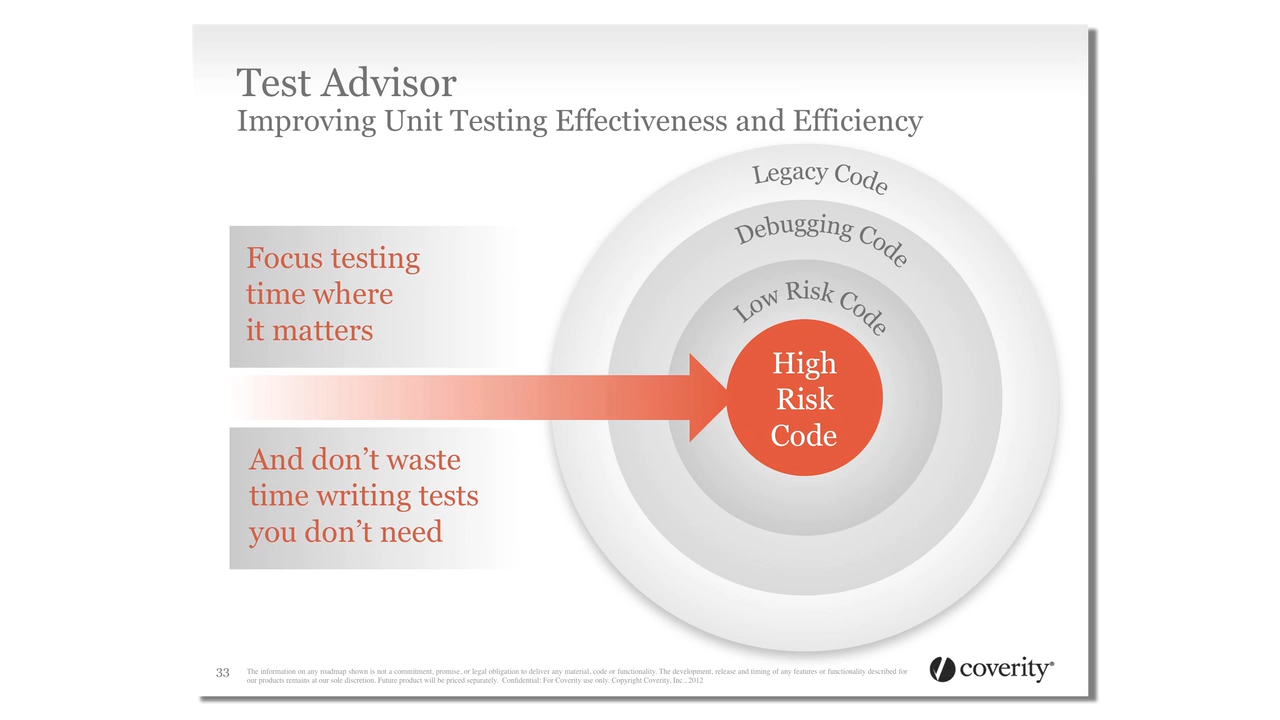 Test Advisor
Improving Unit Testing Effectiveness and Efficiency
Legacy Code
Debugging Code
Low Risk Code
High
Risk
Code
Focus testing
time where
it matters
And don’t waste
time writing tests
you don’t need
33
The information on any roadmap shown is not a commitment, promise, or legal obligation to deliver any material, code or functionality. The development, release and timing of any features or functionality described for
our products remains at our sole discretion. Future product will be priced separately. Confidential: For Coverity use only. Copyright Coverity, Inc., 2012
coverity®